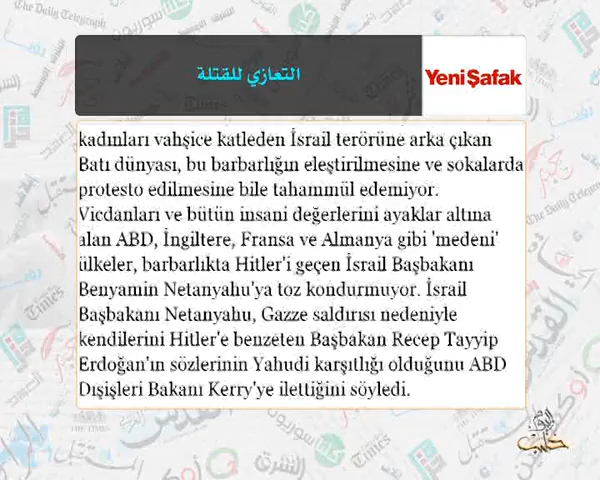 التعازي للقتلة
YeniŞafak
kadınları vahşice katleden İsrail terörüne arka çıkan
Batı dünyası, bu barbarlığın eleştirilmesine ve sokalarda
protesto edilmesine bile tahammül edemiyor.
Vicdanları ve bütün insani değerlerini ayaklar altına
alan ABD, İngiltere, Fransa ve Almanya gibi 'medeni'
ülkeler, barbarlıkta Hitler'i geçen İsrail Başbakanı
Benyamin Netanyahu'ya toz kondurmuyor. İsrail
Başbakanı Netanyahu, Gazze saldırısı nedeniyle
kendilerini Hitler'e benzeten Başbakan Recep Tayyip
Erdoğan'ın sözlerinin Yahudi karşıtlığı olduğunu ABD
Dışişleri Bakanı Kerry'ye ilettiğini söyledi.